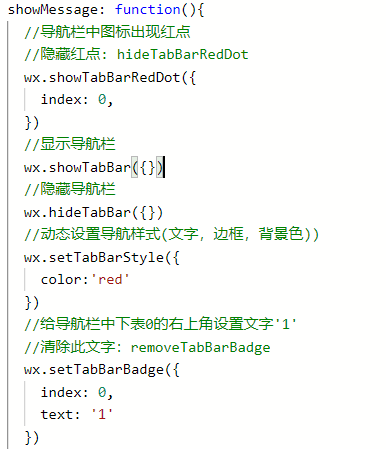 showMessage: function(){
//导航栏中图标出现红点
//隐藏红点: hideTabBarRedDot
wx.showTabBarRedDot({
index: 0,
})
//显示导航栏
wx.showTabBar({})
//隐藏导航栏
wx.hideTabBar({})
//动态设置导航样式(文字，边框，背景色))
wx.setTabBarStyle({
color:'red'
})
//给导航栏中下表0的右上角设置文字'1'
//清除此文字: removeTabBarBadge
wx.setTabBarBadge({
index: 0,
text: '1'
})